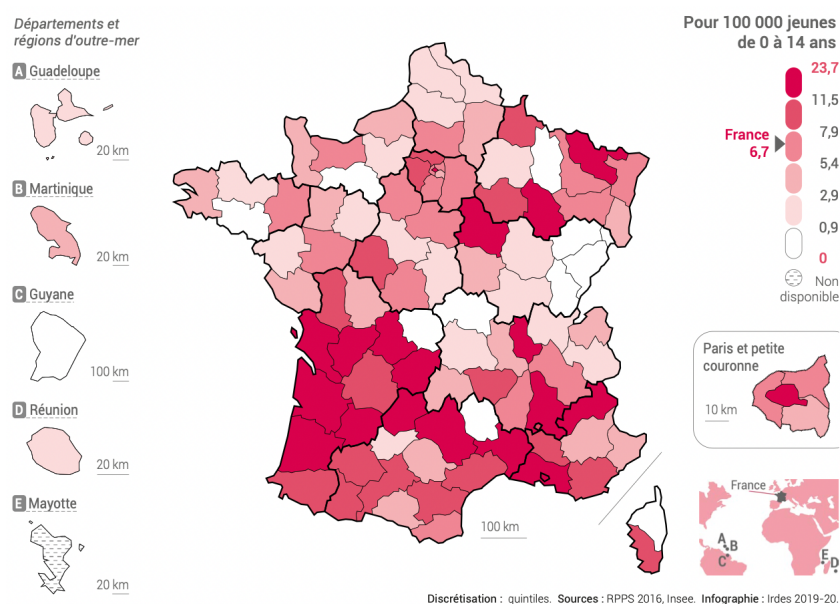 Départements et
régions d'outre-mer
A Guadeloupe
20 km
B Martinique
20 km
C Guyane
100 km
D Réunion
20 km
E Mayotte
20 km
100 km
Pour 100 000 jeunes
de 0 à 14 ans
23,7
11,5
7,9
France
6,7
5,4
2,9
0,9
0
Non
disponible
Paris et petite
couronne
10 km
France
A
B
C
E
D
Discrétisation : quintiles. Sources : RPPS 2016, Insee. Infographie : Irdes 2019-20.